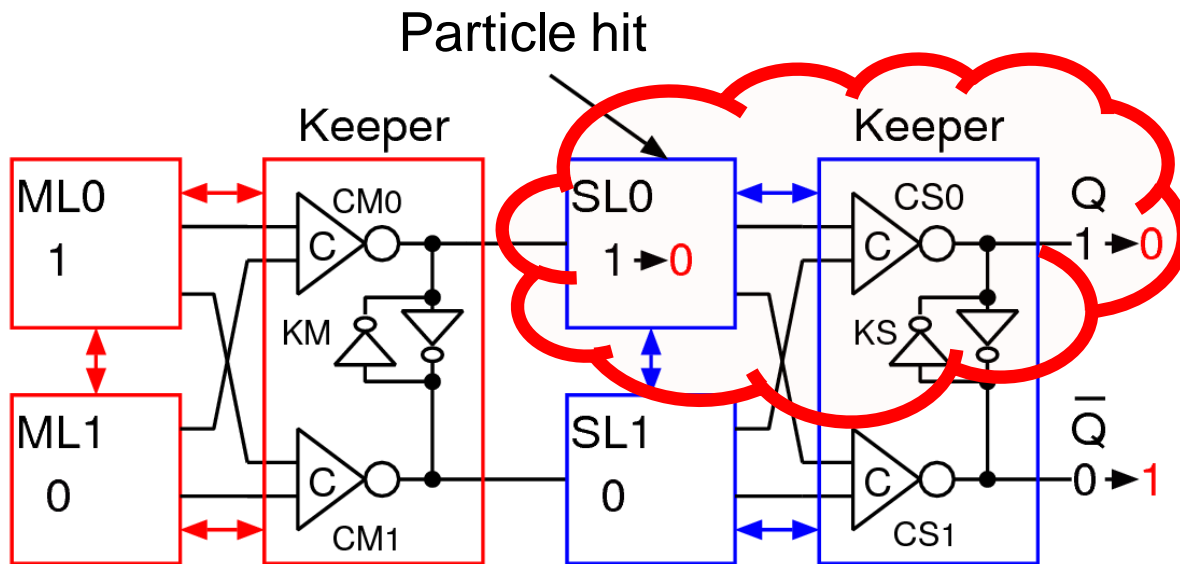 Particle hit
Keeper
Keeper
ML0
1
CM0
C
KM
SL0
1 → 0
CS0
C
KS
Q
1 → 0
ML1
0
C
CM1
SL1
0
C
CS1
Q̅
0 → 1